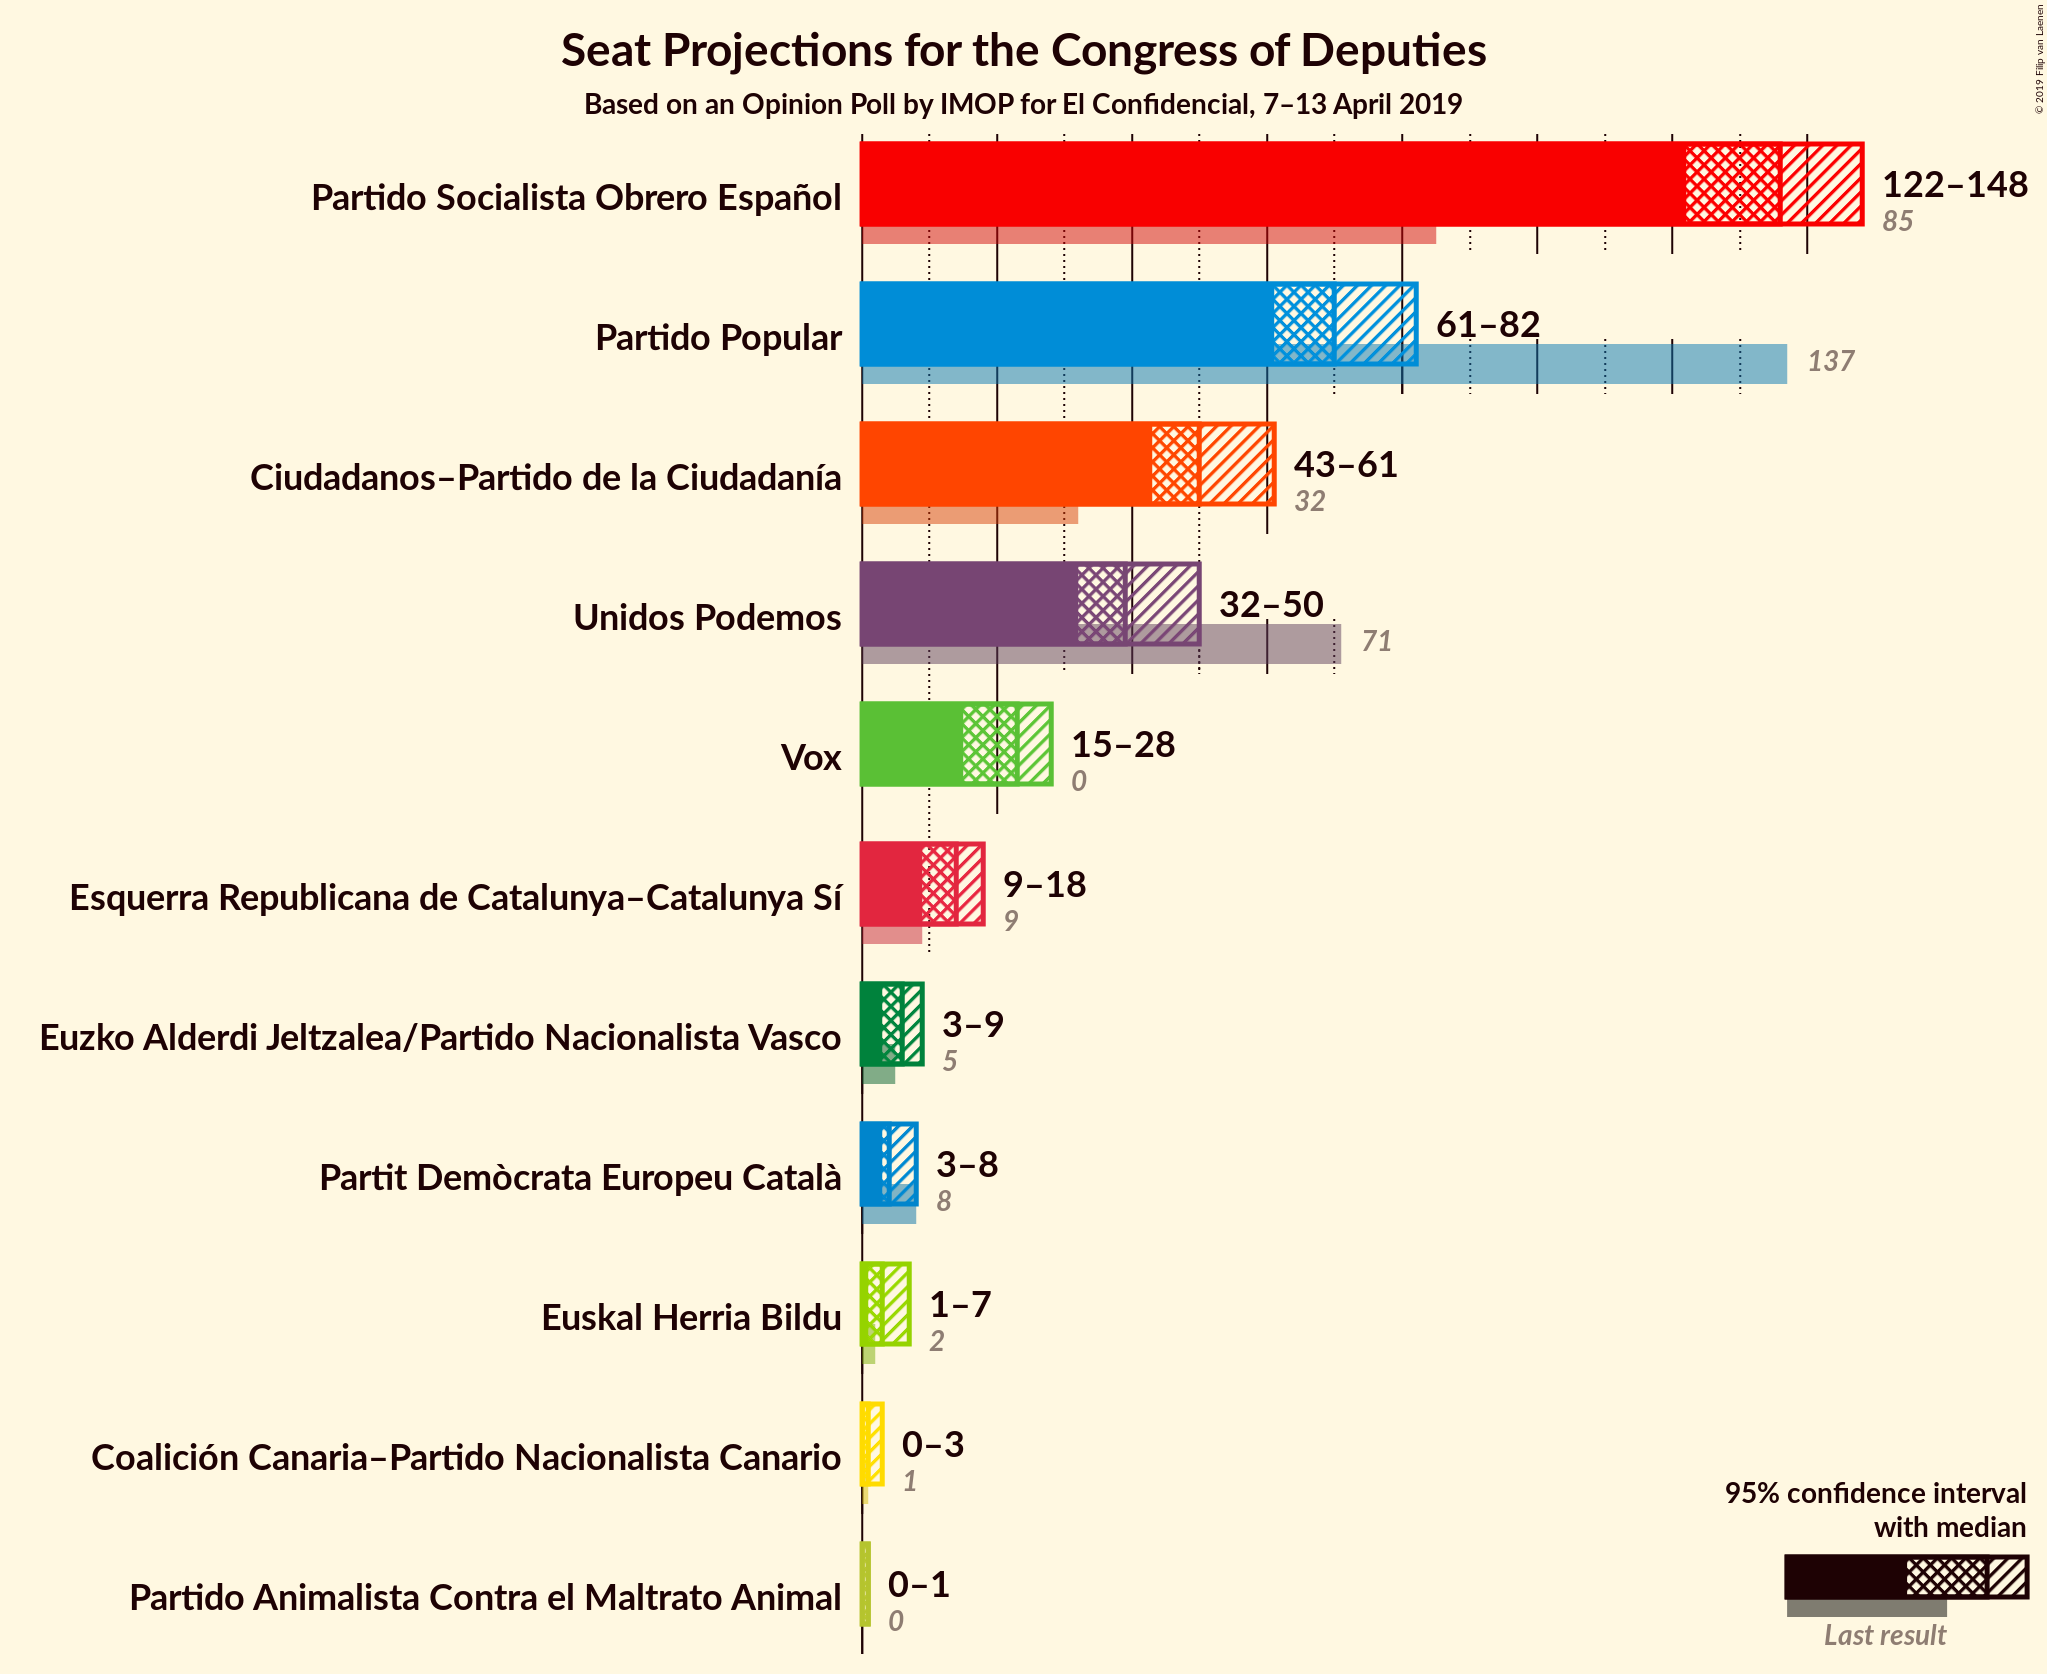 Seat Projections for the Congress of Deputies
Based on an Opinion Poll by IMOP for El Confidencial, 7–13 April 2019
© 2019 Filip van Laenen
Partido Socialista Obrero Español
122–148
85
Partido Popular
61–82
137
Ciudadanos–Partido de la Ciudadanía
43–61
32
Unidos Podemos
32–50
71
Vox
15–28
0
Esquerra Republicana de Catalunya–Catalunya Sí
9–18
9
Euzko Alderdi Jeltzalea/Partido Nacionalista Vasco
3–9
5
Partit Demòcrata Europeu Català
3–8
8
Euskal Herria Bildu
1–7
2
Coalición Canaria–Partido Nacionalista Canario
0–3
1
Partido Animalista Contra el Maltrato Animal
0–1
0
95% confidence interval
with median
Last result